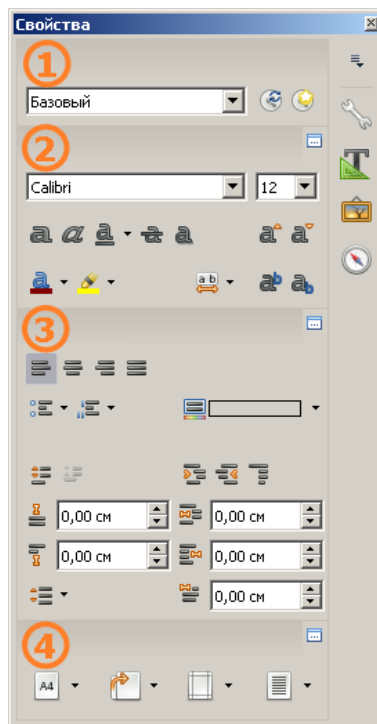 Свойства
1
Базовый
2
Calibri 12
a a a a a a a
a a b a b a b
3
0,00 см 0,00 см
0,00 см 0,00 см
0,00 см
4
A4